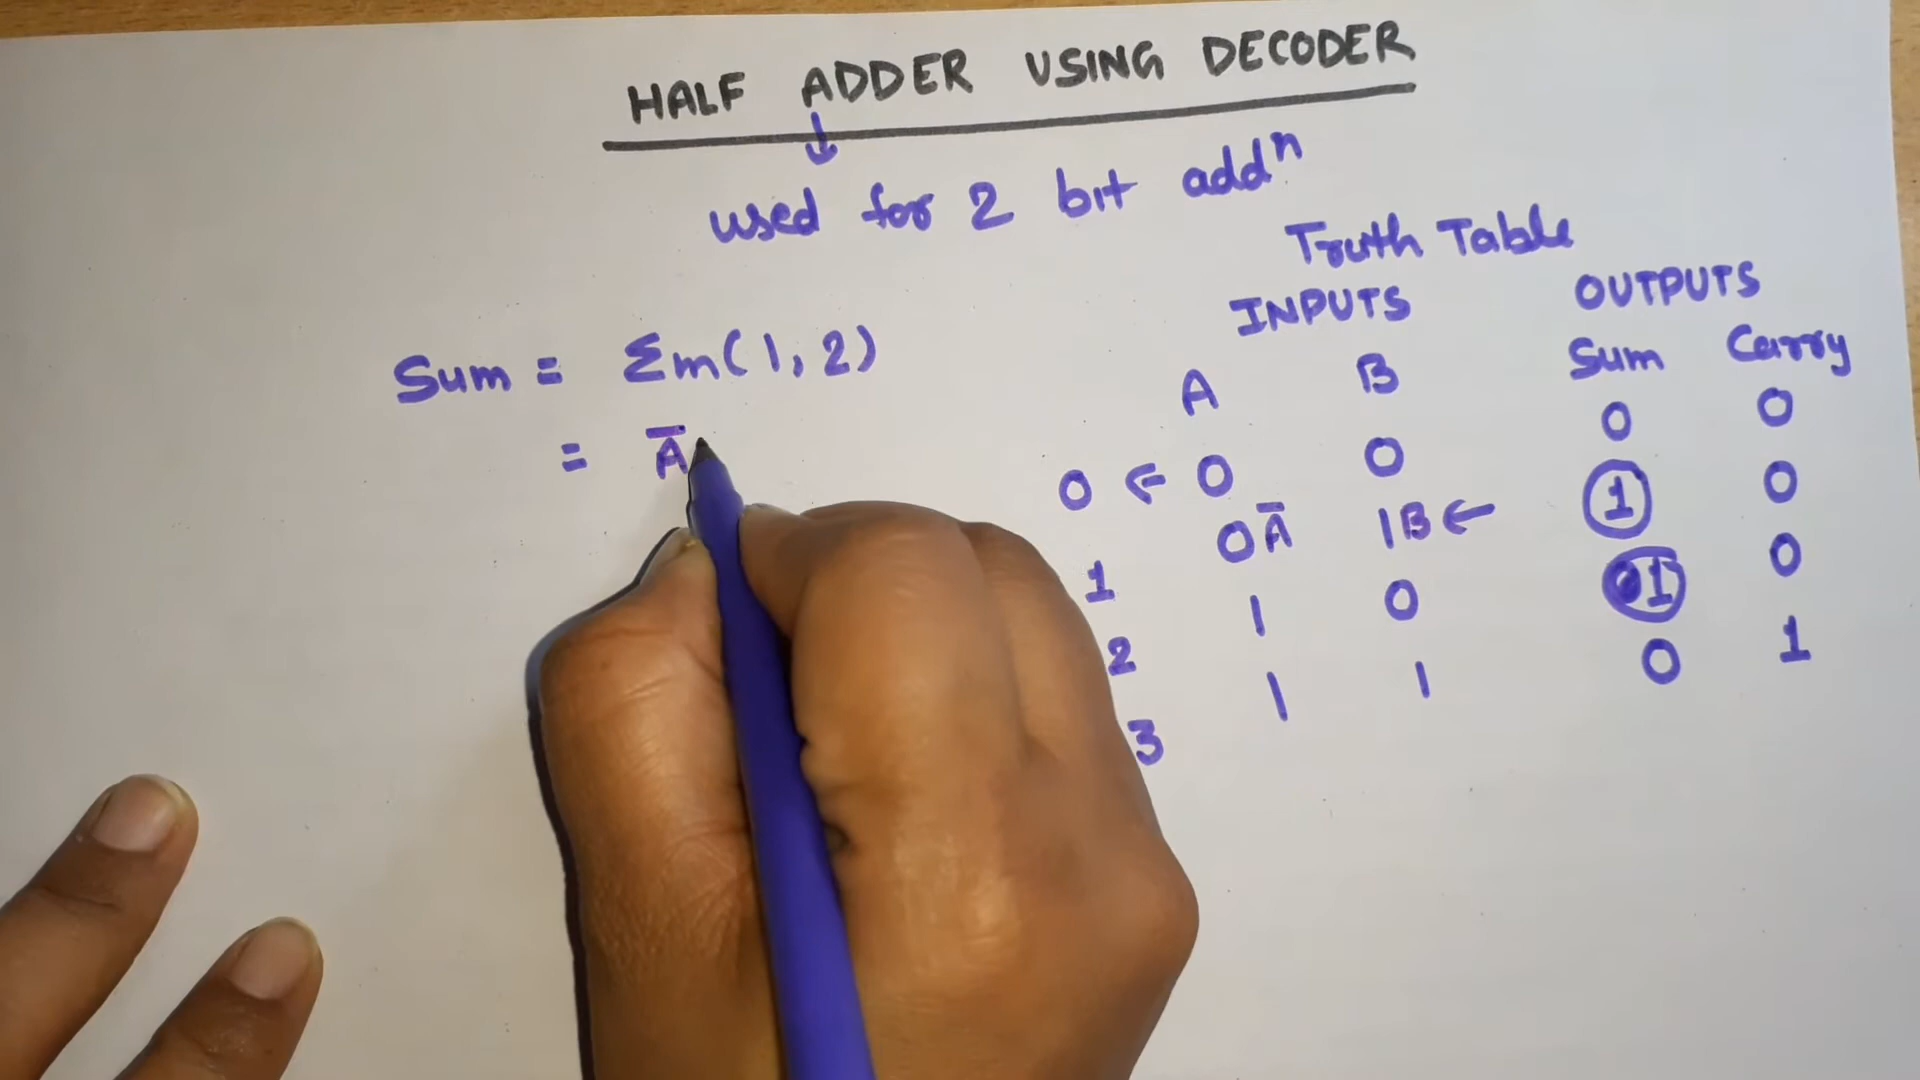 HALF ADDER USING DECODER
↓
used for 2 bit addⁿ
Truth Table
INPUTS OUTPUTS
A B Sum Carry
Sum = Σm(1, 2)
= A̅
0 ← 0 0 0 0
1 0A̅ 1B ← 1 0
2 1 0 1 0
3 1 1 0 1